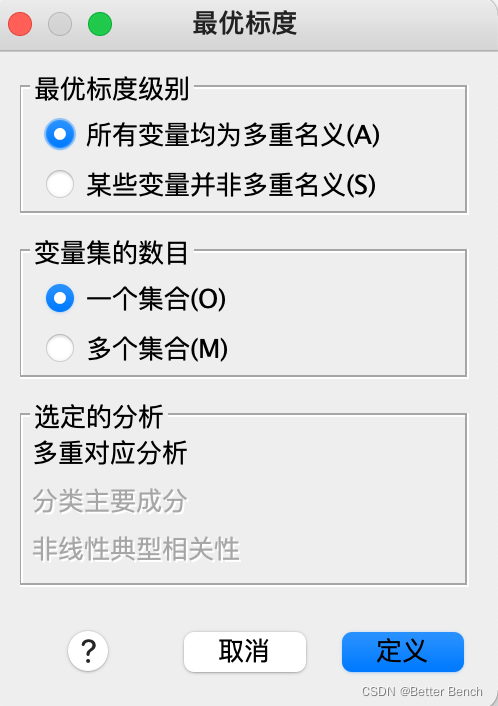 最优标度
最优标度级别
所有变量均为多重名义(A)
某些变量并非多重名义(S)
变量集的数目
一个集合(O)
多个集合(M)
选定的分析
多重对应分析
分类主要成分
非线性典型相关性
? 取消 定义
CSDN @Better Bench